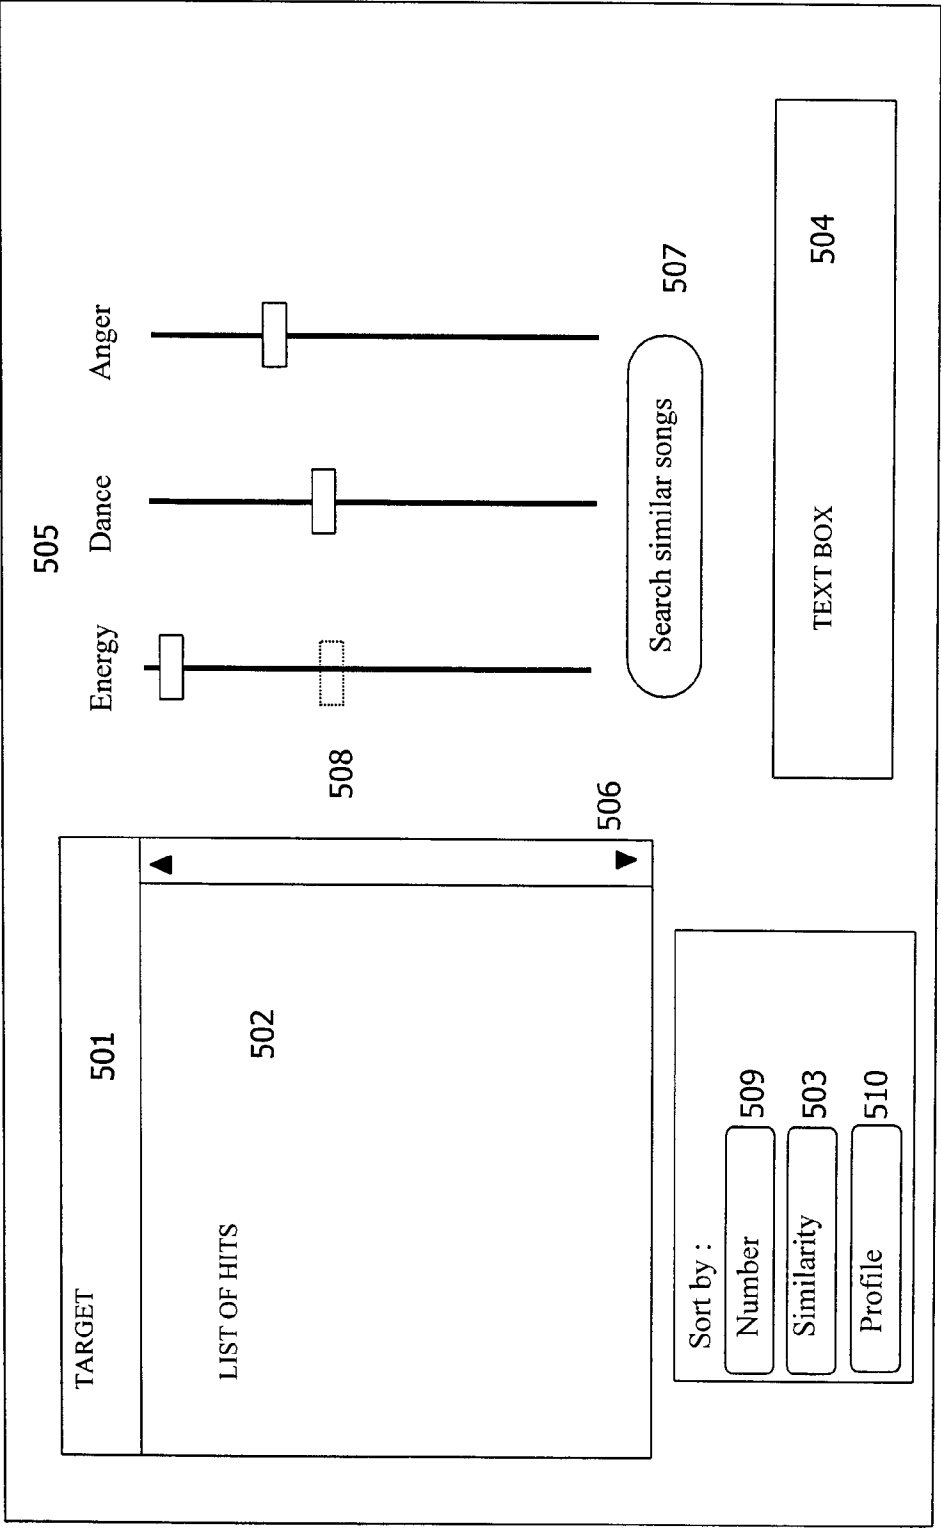 505
TARGET
501
Energy Dance Anger
LIST OF HITS
502
508
506
Search similar songs
507
Sort by :
Number 509
Similarity 503
Profile 510
TEXT BOX
504